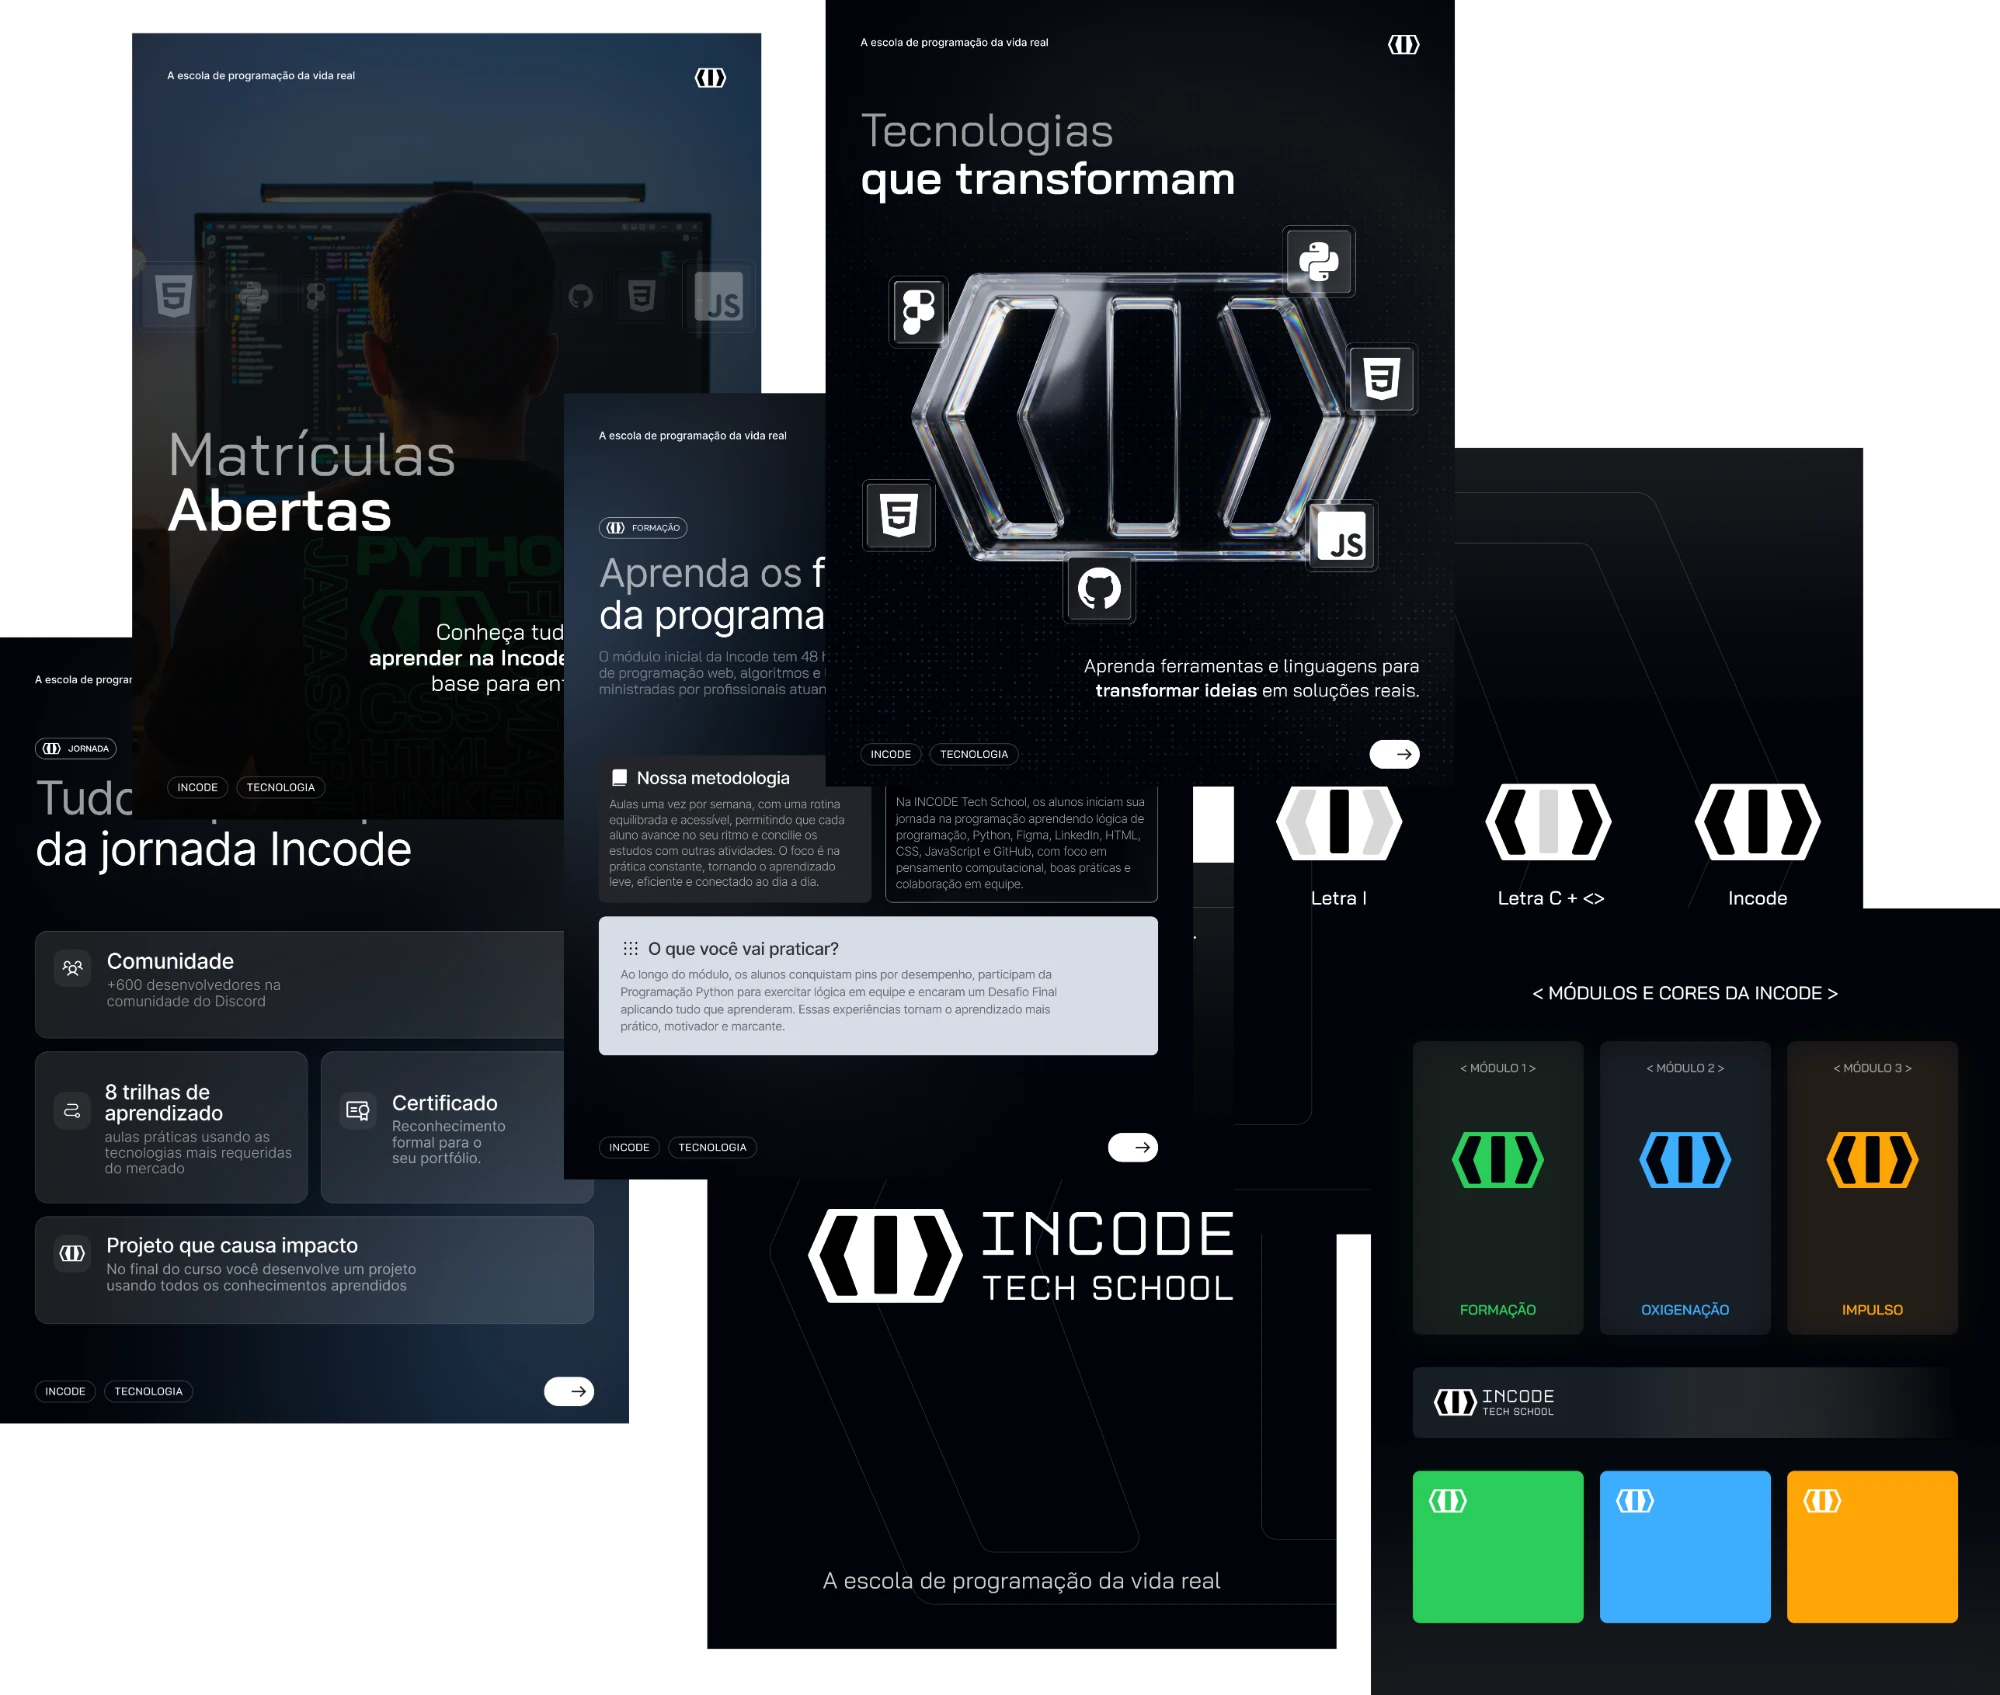 A escola de programação da vida real
Matrículas
Abertas
PYTHO
JAVASCRIPT
CSS
HTML
LINKED
Conheça tud
aprender na Incode
base para en
INCODE
TECNOLOGIA
A escola de programação da vida real
Tecnologias
que transformam
JS
Aprenda ferramentas e linguagens para
transformar ideias em soluções reais.
INCODE
TECNOLOGIA
A escola de programação da vida real
FORMAÇÃO
Aprenda os f
da programa
O módulo inicial da Incode tem 48 h
de programação web, algoritmos e
ministradas por profissionais atuan
Nossa metodologia
Aulas uma vez por semana, com uma rotina
equilibrada e acessível, permitindo que cada
aluno avance no seu ritmo e concilie os
estudos com outras atividades. O foco é na
prática constante, tornando o aprendizado
leve, eficiente e conectado ao dia a dia.
Na INCODE Tech School, os alunos iniciam sua
jornada na programação aprendendo lógica de
programação, Python, Figma, LinkedIn, HTML,
CSS, JavaScript e GitHub, com foco em
pensamento computacional, boas práticas e
colaboração em equipe.
O que você vai praticar?
Ao longo do módulo, os alunos conquistam pins por desempenho, participam da
Programação Python para exercitar lógica em equipe e encaram um Desafio Final
aplicando tudo que aprenderam. Essas experiências tornam o aprendizado mais
prático, motivador e marcante.
INCODE
TECNOLOGIA
A escola de prograr
JORNADA
Tudo
da jornada Incode
Comunidade
+600 desenvolvedores na
comunidade do Discord
8 trilhas de
aprendizado
aulas práticas usando as
tecnologias mais requeridas
do mercado
Certificado
Reconhecimento
formal para o
seu portfólio.
Projeto que causa impacto
No final do curso você desenvolve um projeto
usando todos os conhecimentos aprendidos
INCODE
TECNOLOGIA
Letra I
Letra C + <>
Incode
INCODE
TECH SCHOOL
A escola de programação da vida real
< MÓDULOS E CORES DA INCODE >
< MÓDULO 1 >
< MÓDULO 2 >
< MÓDULO 3 >
FORMAÇÃO
OXIGENAÇÃO
IMPULSO
INCODE
TECH SCHOOL